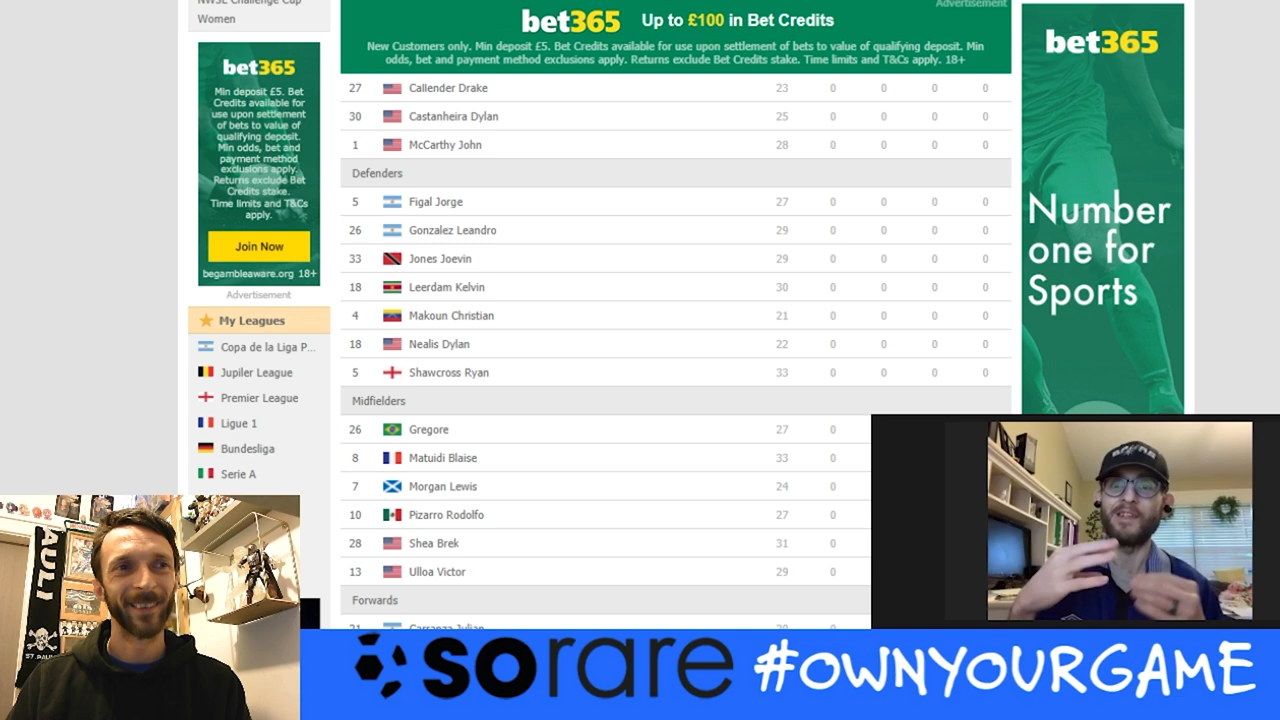 NWSL Challenge Cup
Women
bet365
Min deposit £5. Bet
Credits available for
use upon settlement
of bets to value of
qualifying deposit.
Min odds, bet and
payment method
exclusions apply.
Returns exclude Bet
Credits stake.
Time limits and T&Cs
apply.
Join Now
begambleaware.org 18+
Advertisement
My Leagues
Copa de la Liga P...
Jupiler League
Premier League
Ligue 1
Bundesliga
Serie A
Advertisement
bet365 Up to £100 in Bet Credits
New Customers only. Min deposit £5. Bet Credits available for use upon settlement of bets to value of qualifying deposit. Min
odds, bet and payment method exclusions apply. Returns exclude Bet Credits stake. Time limits and T&Cs apply. 18+
27 Callender Drake 23 0 0 0 0
30 Castanheira Dylan 25 0 0 0 0
1 McCarthy John 28 0 0 0 0
Defenders
5 Figal Jorge 27 0 0 0 0
26 Gonzalez Leandro 29 0 0 0 0
33 Jones Joevin 29 0 0 0 0
18 Leerdam Kelvin 30 0 0 0 0
4 Makoun Christian 21 0 0 0 0
18 Nealis Dylan 22 0 0 0 0
5 Shawcross Ryan 33 0 0 0 0
Midfielders
26 Gregore 27 0
8 Matuidi Blaise 33 0
7 Morgan Lewis 24 0
10 Pizarro Rodolfo 27 0
28 Shea Brek 31 0
13 Ulloa Victor 29 0
Forwards
21 Carranza Julian 20 0
bet365
Number
one for
Sports
AULI
ST. PAULI
sorare #OWNYOURGAME